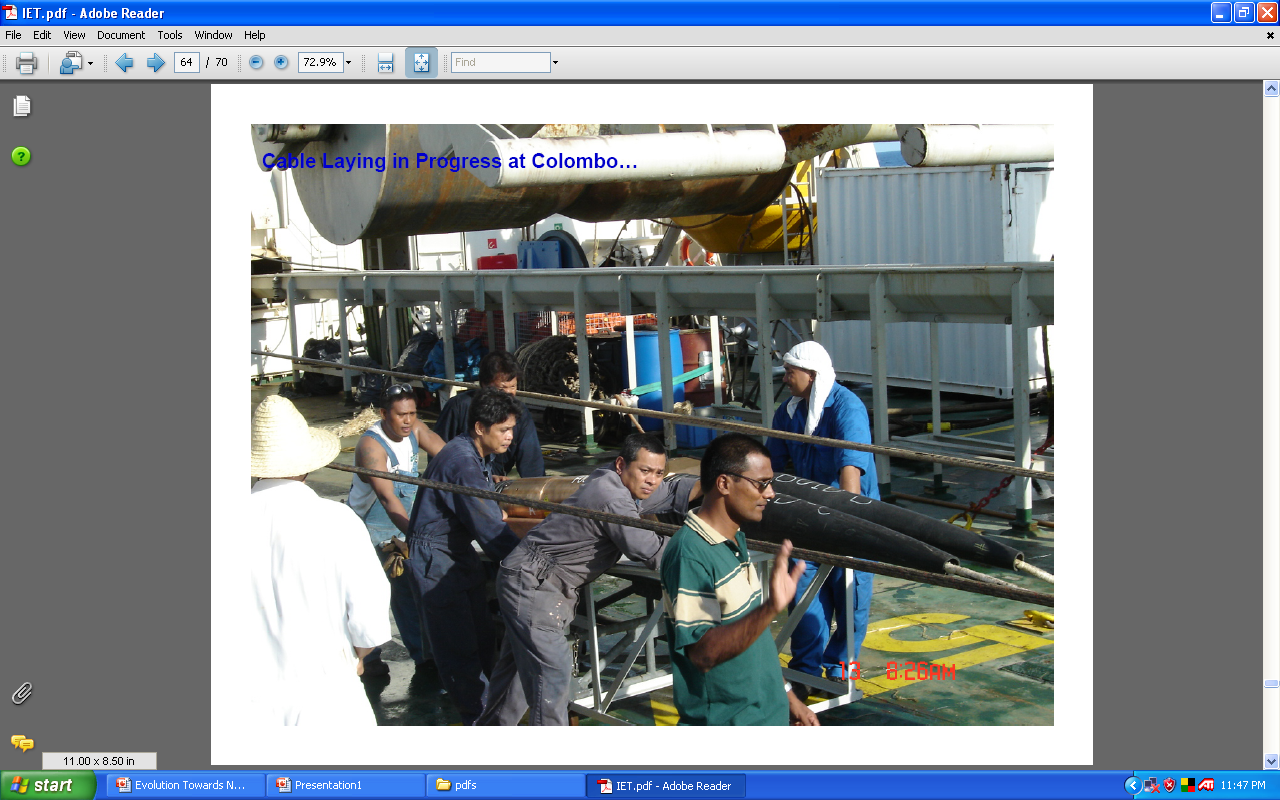 IET.pdf - Adobe Reader
File Edit View Document Tools Window Help
64 / 70 72.9% Find
Cable Laying in Progress at Colombo...
13 8:26AM
11.00 x 8.50 in
start Evolution Towards N... Presentation1 pdfs IET.pdf - Adobe Reader 11:47 PM